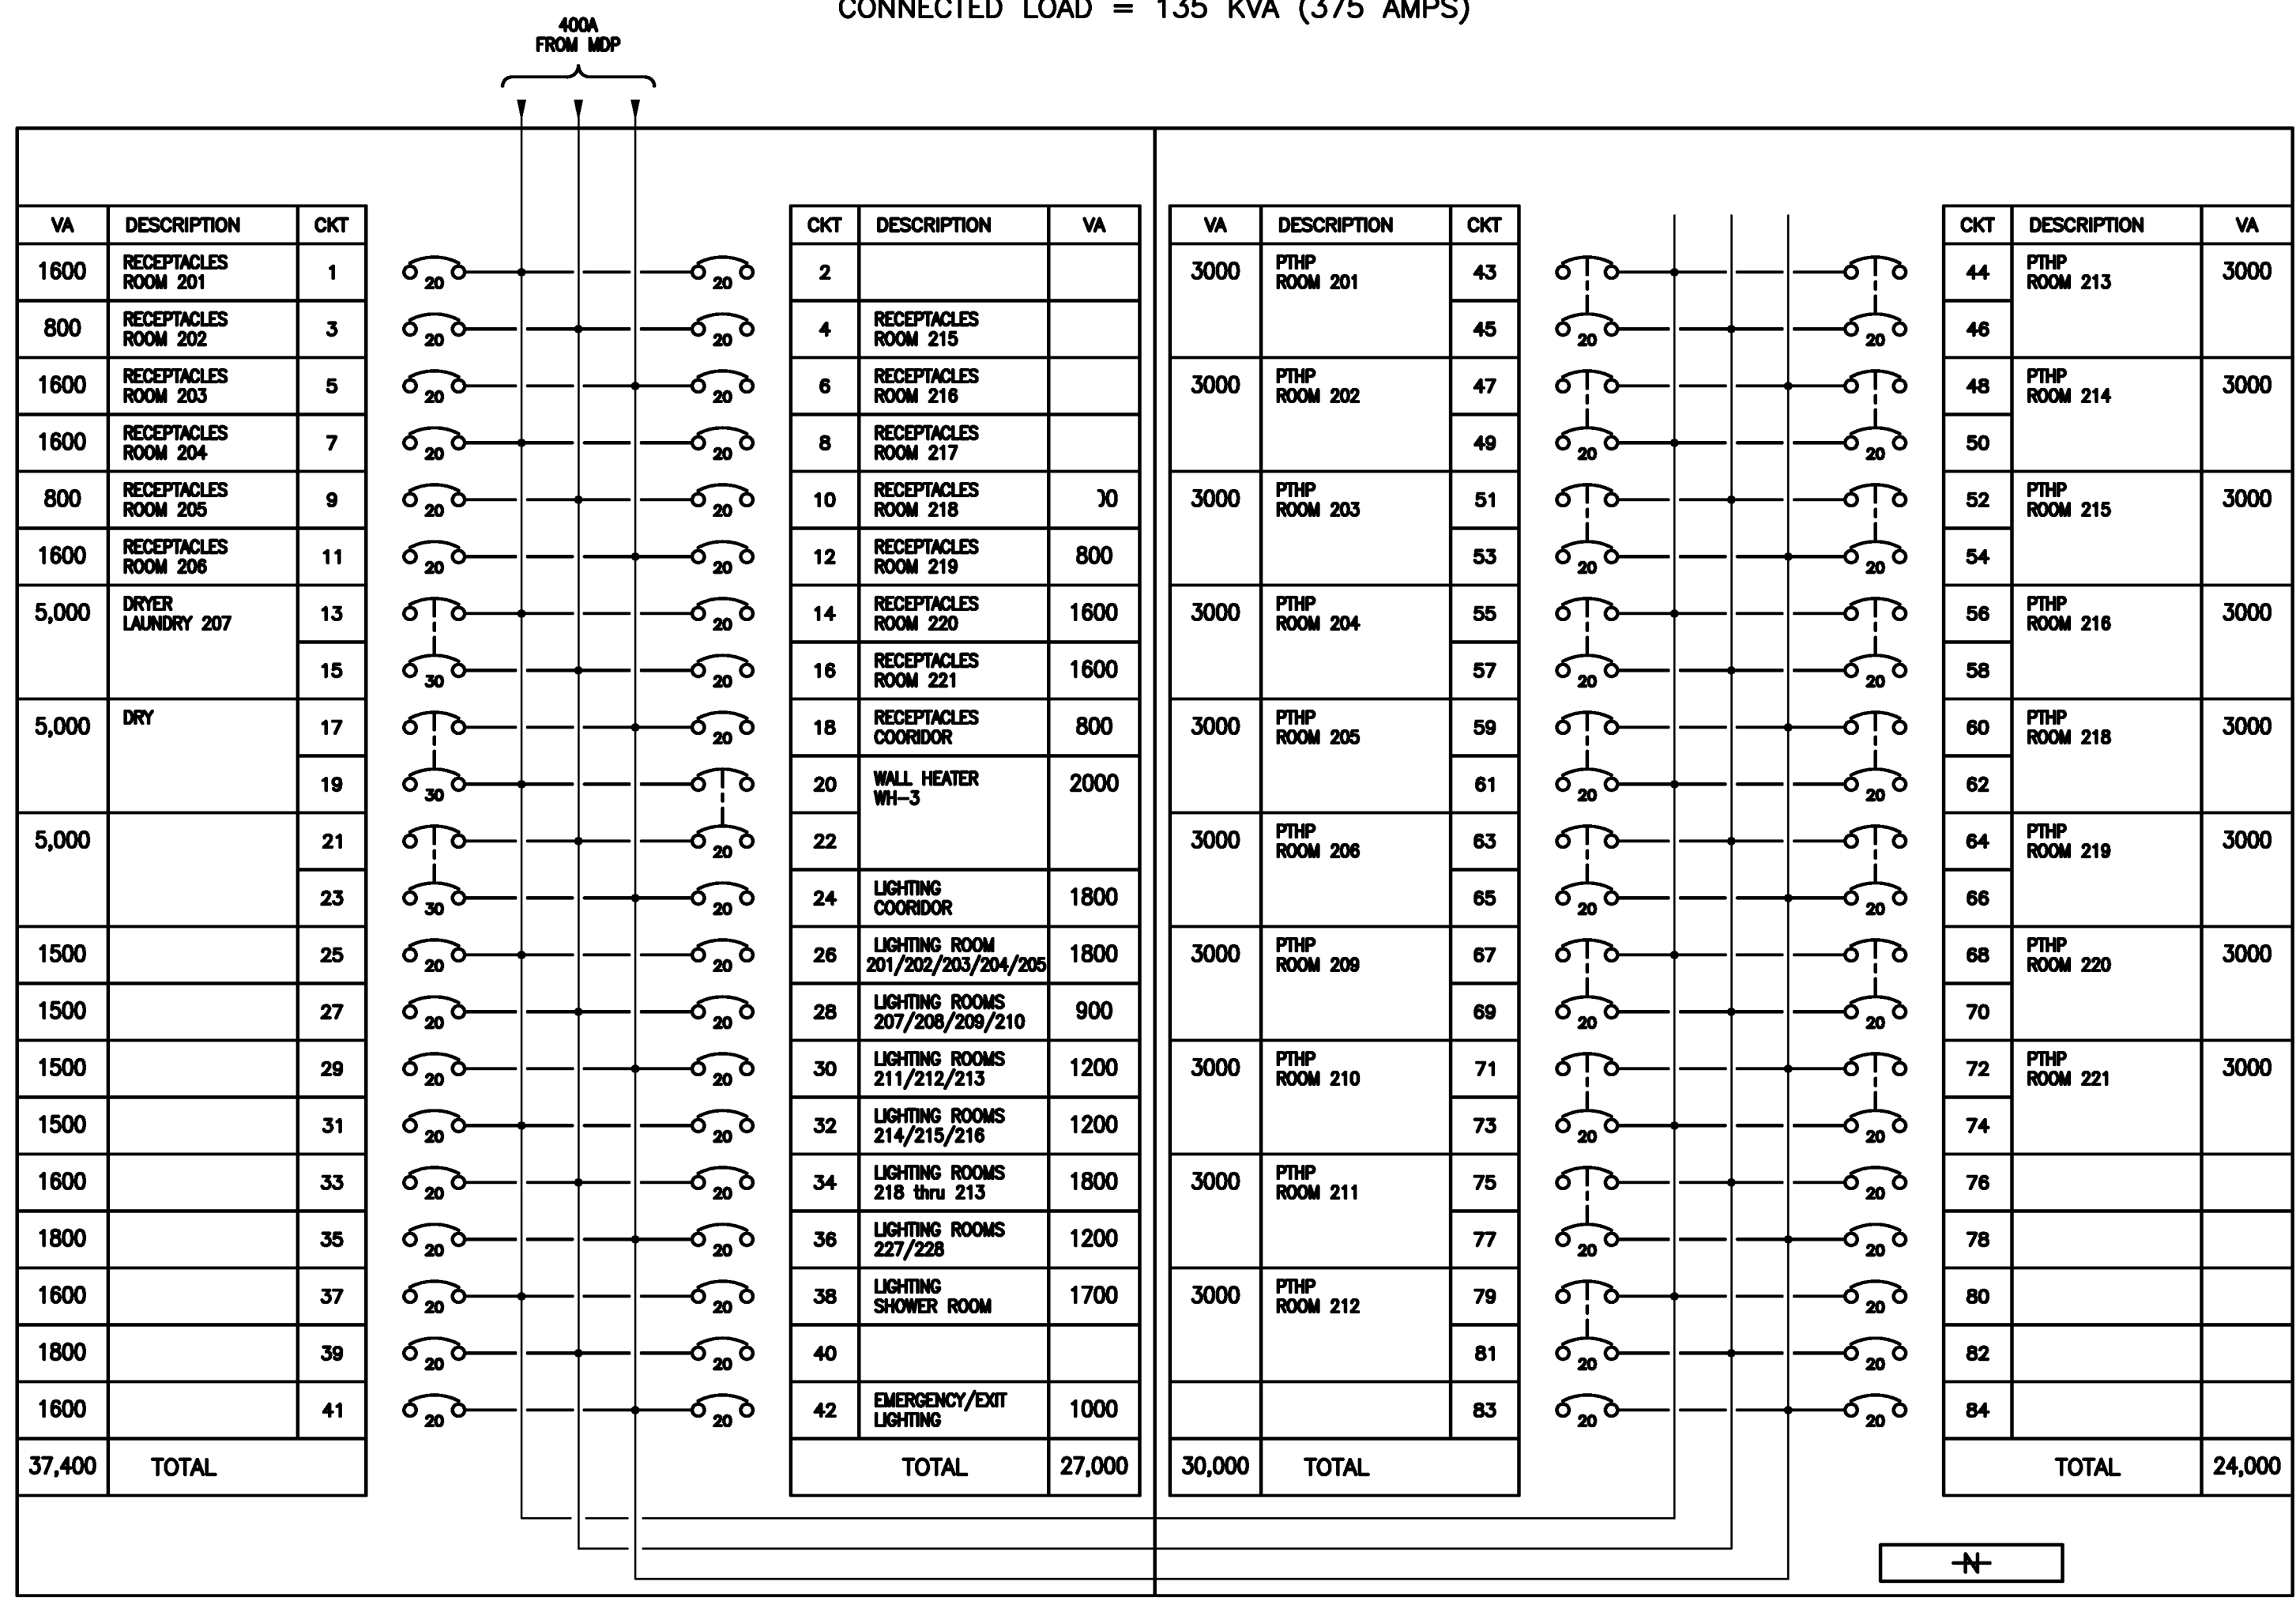 CONNECTED LOAD = 135 KVA (375 AMPS)
400A
FROM MDP
VA DESCRIPTION CKT
1600 RECEPTACLES ROOM 201 1 20
800 RECEPTACLES ROOM 202 3 20
1600 RECEPTACLES ROOM 203 5 20
1600 RECEPTACLES ROOM 204 7 20
800 RECEPTACLES ROOM 205 9 20
1600 RECEPTACLES ROOM 206 11 20
5,000 DRYER LAUNDRY 207 13
15 30
5,000 DRY 17
19 30
5,000 21
23 30
1500 25 20
1500 27 20
1500 29 20
1500 31 20
1600 33 20
1800 35 20
1600 37 20
1800 39 20
1600 41 20
37,400 TOTAL
CKT DESCRIPTION VA
20 2
20 4 RECEPTACLES ROOM 215
20 6 RECEPTACLES ROOM 216
20 8 RECEPTACLES ROOM 217
20 10 RECEPTACLES ROOM 218
20 12 RECEPTACLES ROOM 219 800
20 14 RECEPTACLES ROOM 220 1600
20 16 RECEPTACLES ROOM 221 1600
20 18 RECEPTACLES COORIDOR 800
20 WALL HEATER WH-3 2000
20 22
20 24 LIGHTING COORIDOR 1800
20 26 LIGHTING ROOM 201/202/203/204/205 1800
20 28 LIGHTING ROOMS 207/208/209/210 900
20 30 LIGHTING ROOMS 211/212/213 1200
20 32 LIGHTING ROOMS 214/215/216 1200
20 34 LIGHTING ROOMS 218 thru 213 1800
20 36 LIGHTING ROOMS 227/228 1200
20 38 LIGHTING SHOWER ROOM 1700
20 40
20 42 EMERGENCY/EXIT LIGHTING 1000
TOTAL 27,000
VA DESCRIPTION CKT
3000 PTHP ROOM 201 43
45 20
3000 PTHP ROOM 202 47
49 20
3000 PTHP ROOM 203 51
53 20
3000 PTHP ROOM 204 55
57 20
3000 PTHP ROOM 205 59
61 20
3000 PTHP ROOM 206 63
65 20
3000 PTHP ROOM 209 67
69 20
3000 PTHP ROOM 210 71
73 20
3000 PTHP ROOM 211 75
77 20
3000 PTHP ROOM 212 79
81 20
83 20
30,000 TOTAL
CKT DESCRIPTION VA
44 PTHP ROOM 213 3000
20 46
48 PTHP ROOM 214 3000
20 50
52 PTHP ROOM 215 3000
20 54
56 PTHP ROOM 216 3000
20 58
60 PTHP ROOM 218 3000
20 62
64 PTHP ROOM 219 3000
20 66
68 PTHP ROOM 220 3000
20 70
72 PTHP ROOM 221 3000
20 74
20 76
20 78
20 80
20 82
20 84
TOTAL 24,000
N